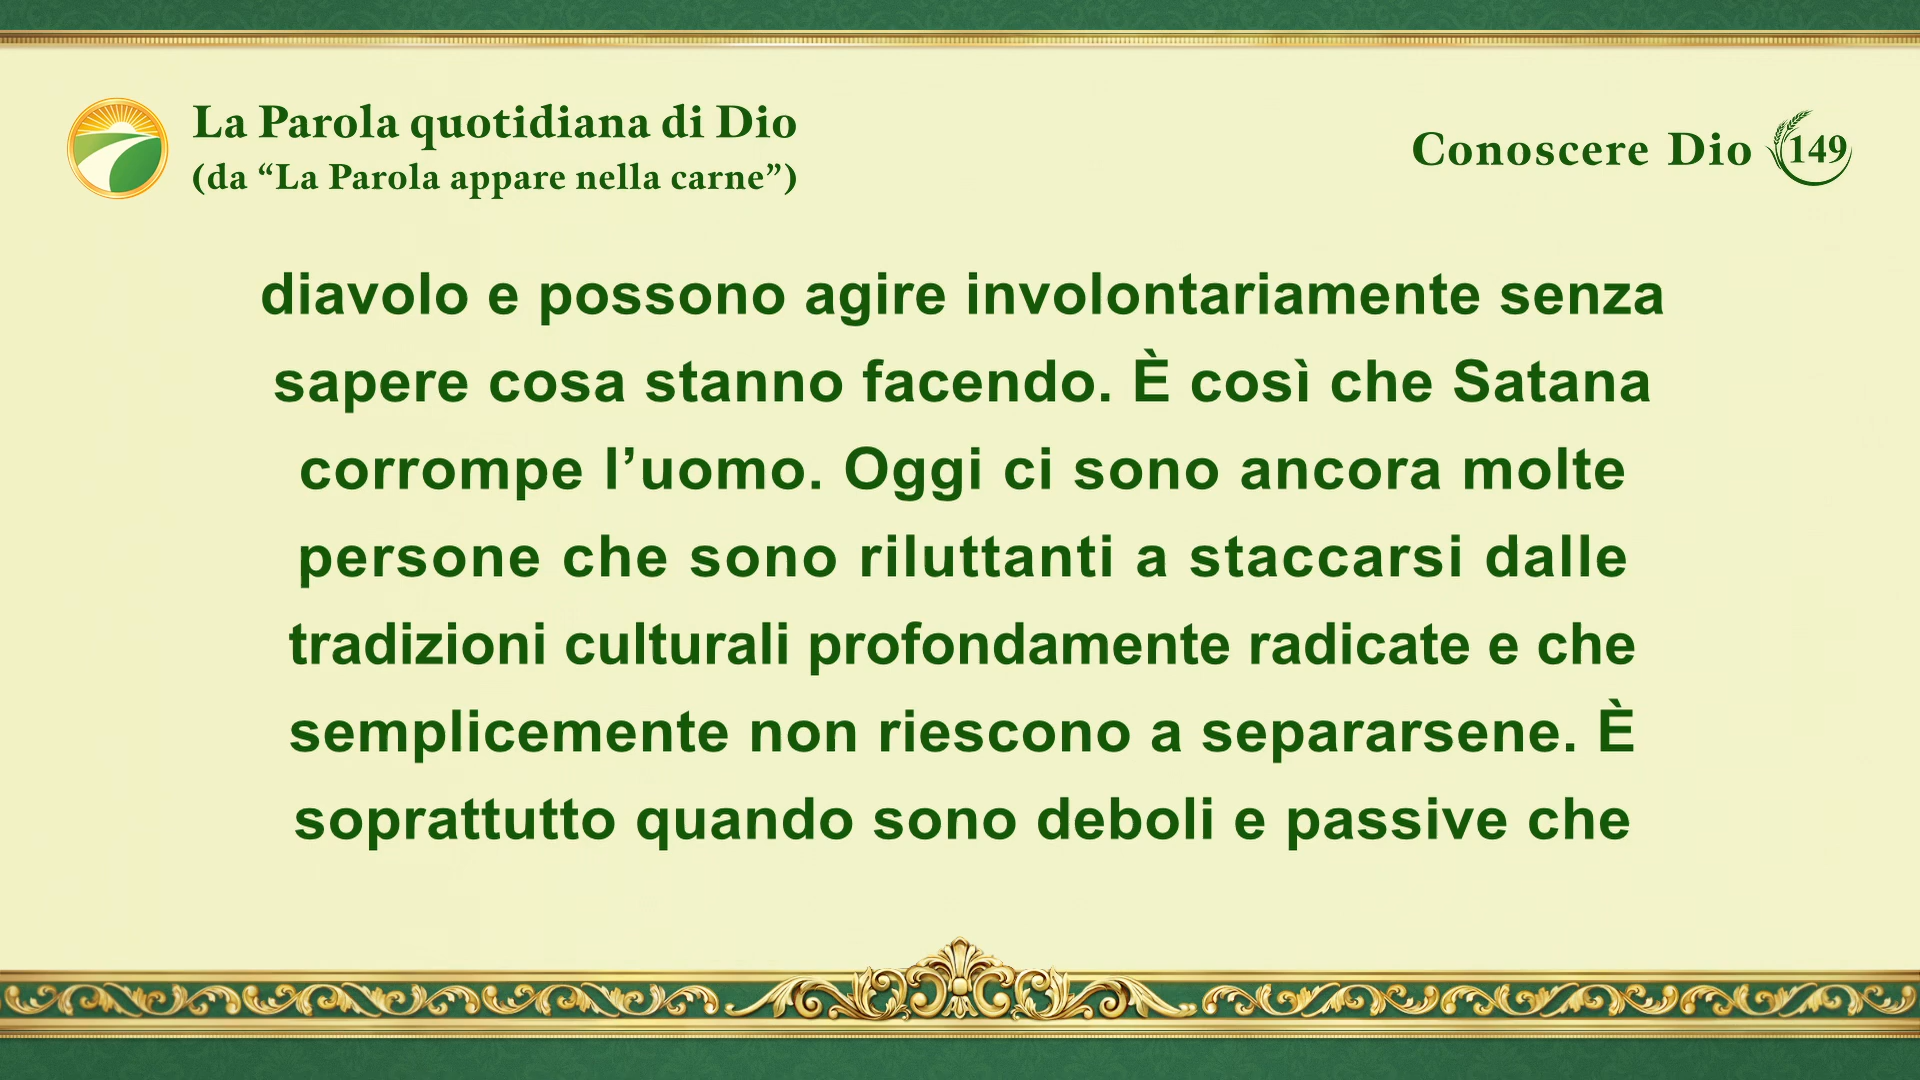 La Parola quotidiana di Dio
(da “La Parola appare nella carne”)
Conoscere Dio 149
diavolo e possono agire involontariamente senza
sapere cosa stanno facendo. È così che Satana
corrompe l’uomo. Oggi ci sono ancora molte
persone che sono riluttanti a staccarsi dalle
tradizioni culturali profondamente radicate e che
semplicemente non riescono a separarsene. È
soprattutto quando sono deboli e passive che